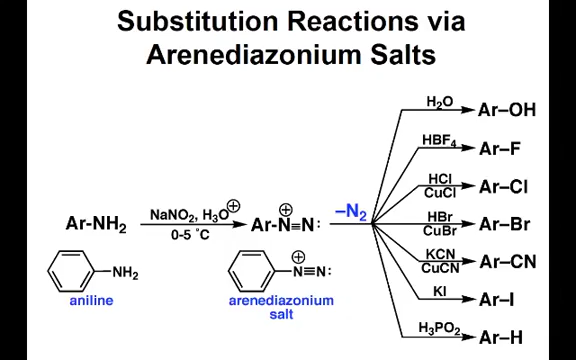 Substitution Reactions via
Arenediazonium Salts
H₂O
Ar–OH
HBF₄
Ar–F
HCl
CuCl
Ar–Cl
Ar-NH₂
NaNO₂, H₃O⊕
0-5 ˚C
⊕
Ar-N≡N:
–N₂
HBr
CuBr
Ar–Br
KCN
CuCN
Ar–CN
NH₂
aniline
⊕
N≡N:
arenediazonium
salt
KI
Ar–I
H₃PO₂
Ar–H